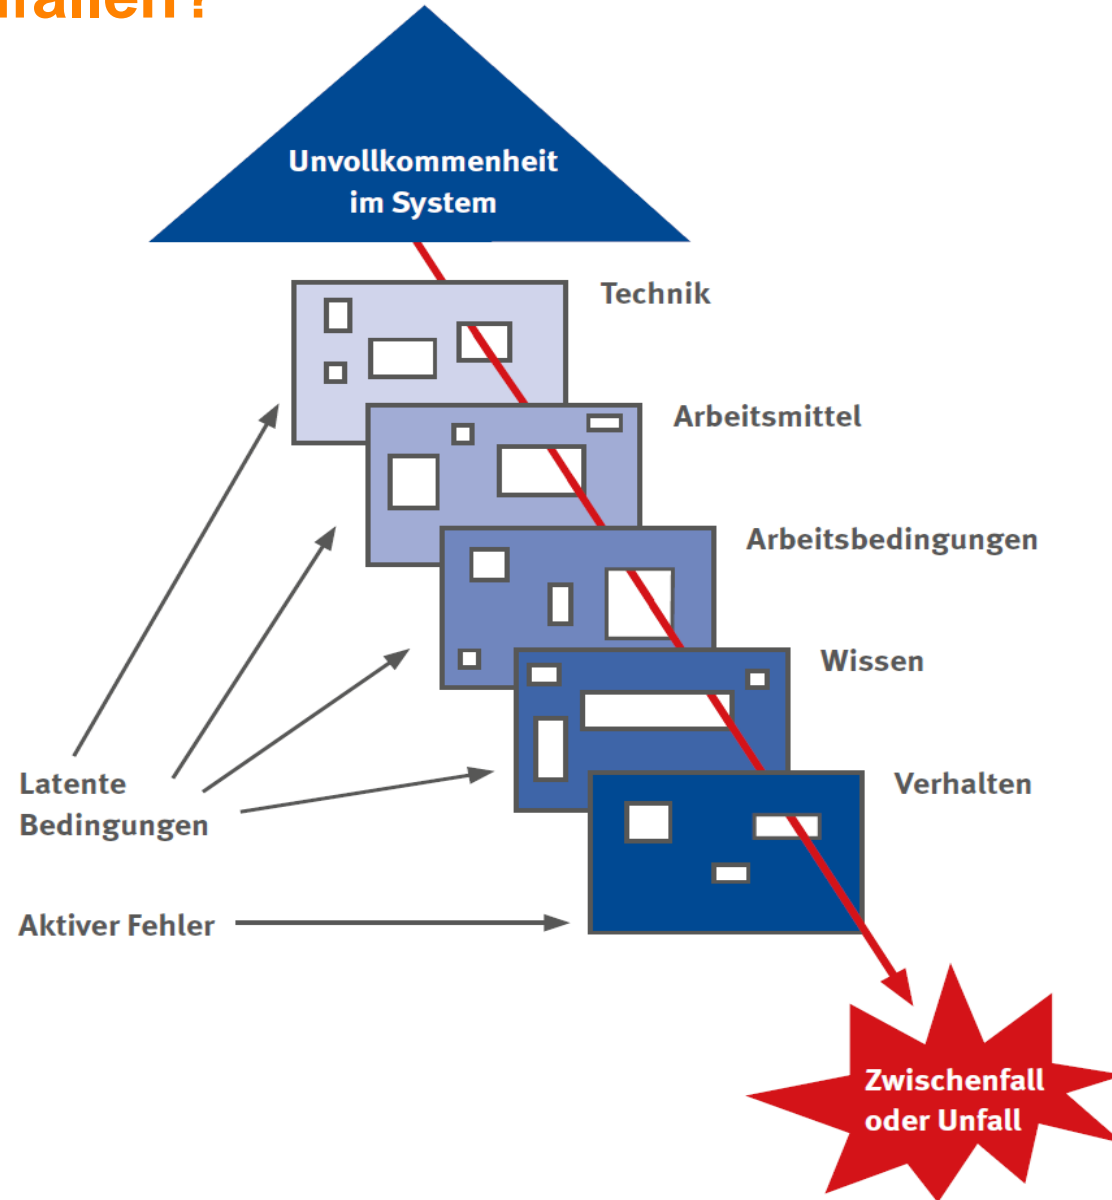 Unvollkommenheit
im System
Technik
Arbeitsmittel
Arbeitsbedingungen
Wissen
Latente
Bedingungen
Verhalten
Aktiver Fehler
Zwischenfall
oder Unfall